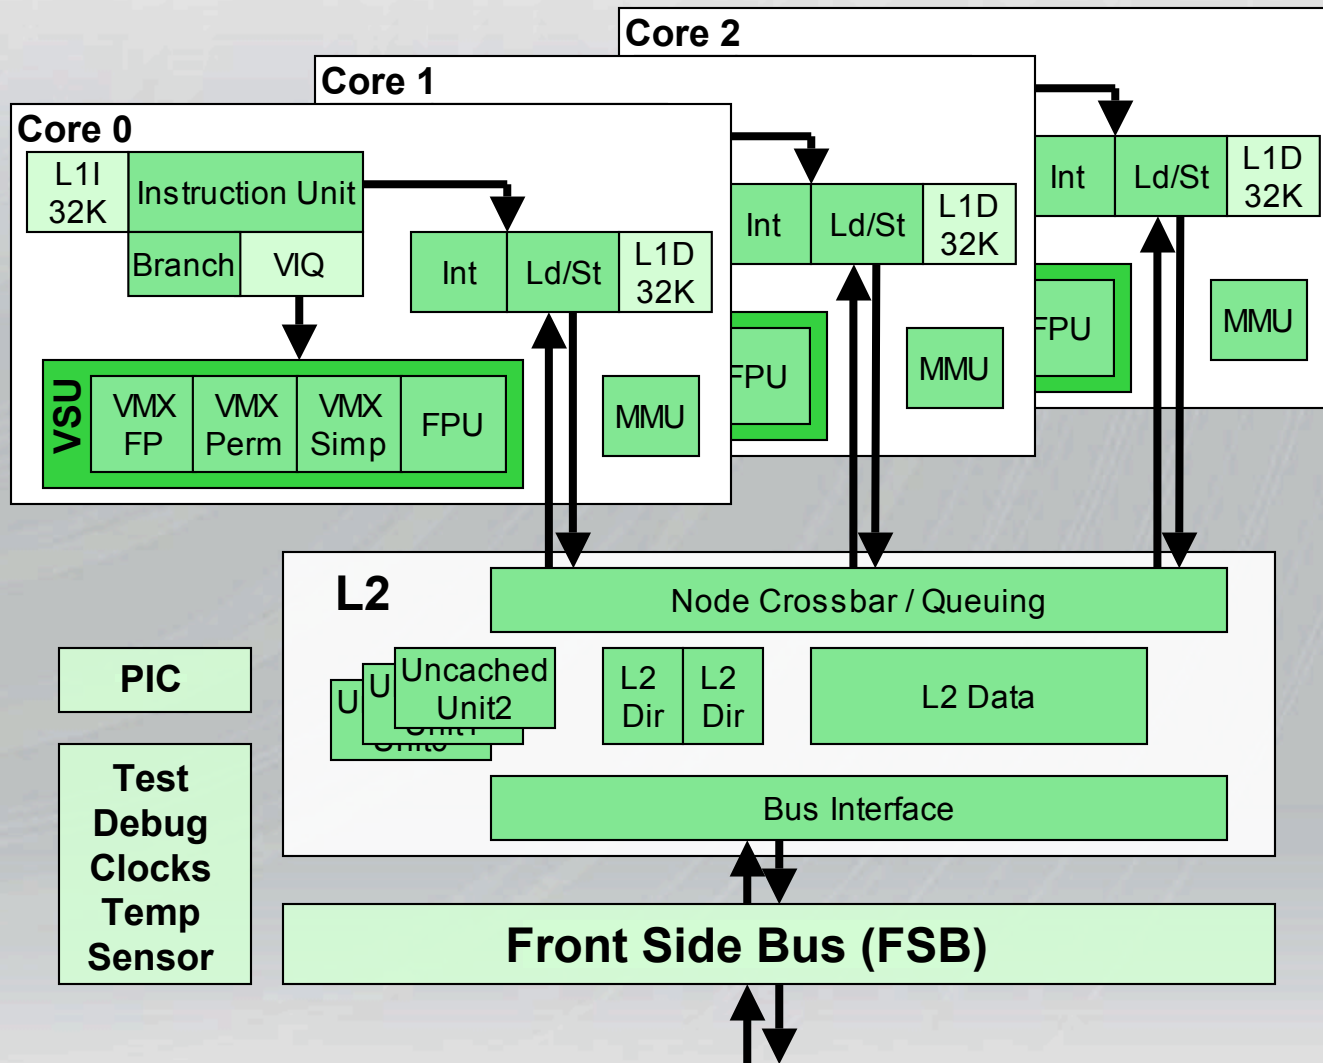 Core 2
Core 1
Core 0
L1I
32K
Instruction Unit
Branch
VIQ
Int
Ld/St
L1D
32K
VSU
VMX
FP
VMX
Perm
VMX
Simp
FPU
MMU
Int
Ld/St
L1D
32K
FPU
MMU
Int
Ld/St
L1D
32K
FPU
MMU
L2
Node Crossbar / Queuing
U
U
Uncached
Unit2
L2
Dir
L2
Dir
L2 Data
Bus Interface
PIC
Test
Debug
Clocks
Temp
Sensor
Front Side Bus (FSB)